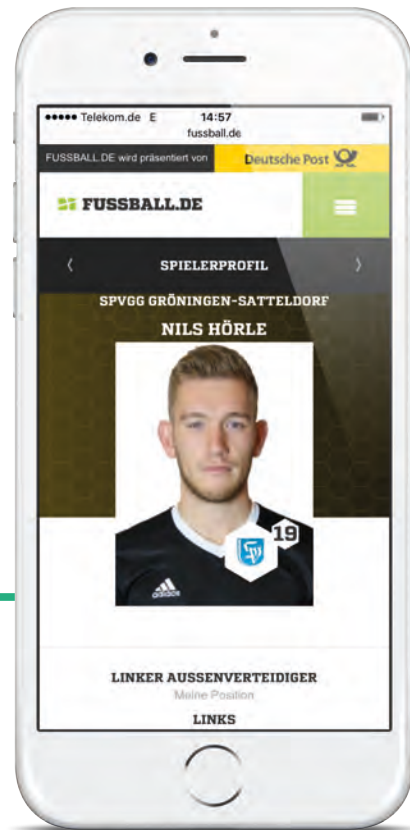 ●●●●● Telekom.de E 14:57
fussball.de
FUSSBALL.DE wird präsentiert von Deutsche Post
FUSSBALL.DE
SPIELERPROFIL
SPVGG GRÖNINGEN-SATTELDORF
NILS HÖRLE
19
adidas
LINKER AUSSENVERTEIDIGER
Meine Position
LINKS